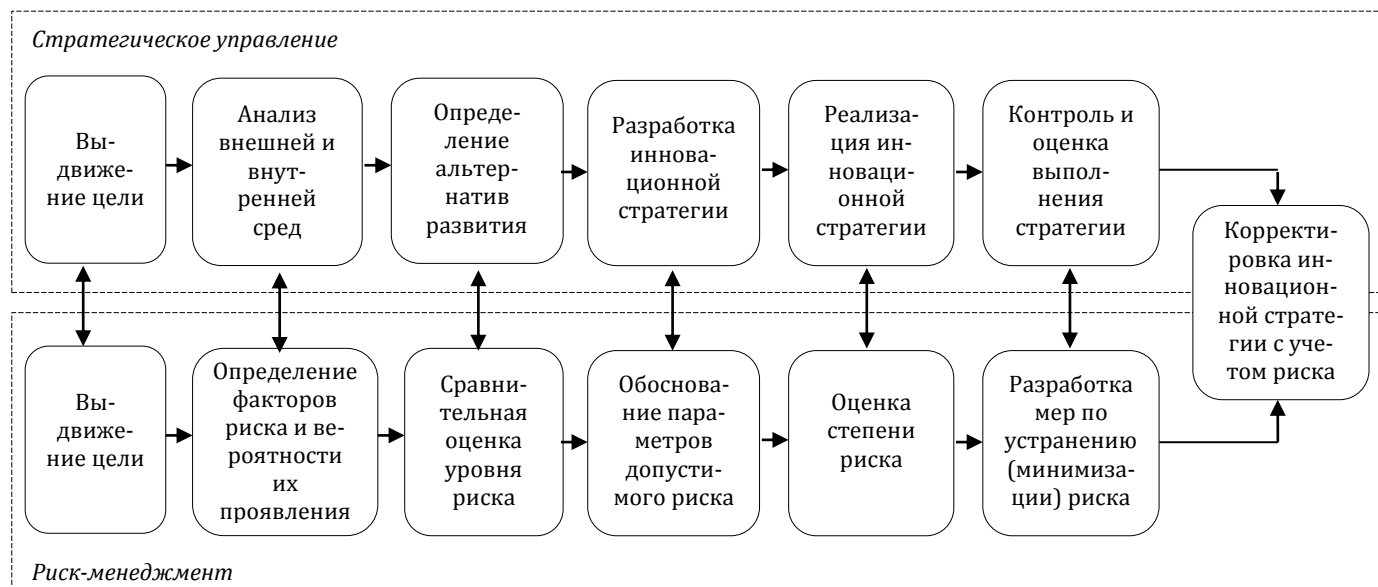 Стратегическое управление
Вы-
движе-
ние цели
Анализ
внешней и
внут-
ренней
сред
Опреде-
ление
альтер-
натив
развития
Разработка
иннова-
ционной
стратегии
Реализа-
ция ин-
новаци-
онной
стратегии
Контроль и
оценка
выпол-
нения
стратегии
Корректи-
ровка ин-
новацион-
ной страте-
гии с уче-
том риска
Вы-
движе-
ние цели
Определение
факторов
риска и ве-
роятности
их
проявления
Сравни-
тельная
оценка
уровня
риска
Обоснова-
ние пара-
метров
допусти-
мого риска
Оценка
степени
риска
Разработка
мер по
устранению
(минимиза-
ции) риска
Риск-менеджмент